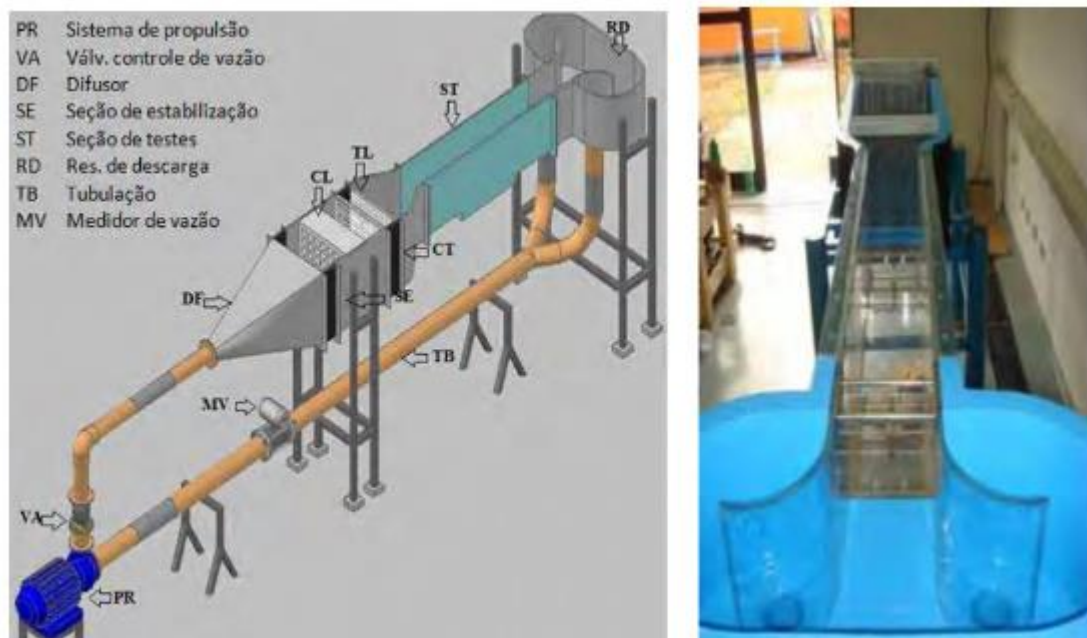 PR Sistema de propulsão
VA Válv. controle de vazão
DF Difusor
SE Seção de estabilização
ST Seção de testes
RD Res. de descarga
TB Tubulação
MV Medidor de vazão
RD
ST
TL
CL
CT
DF
SE
TB
MV
VA
PR